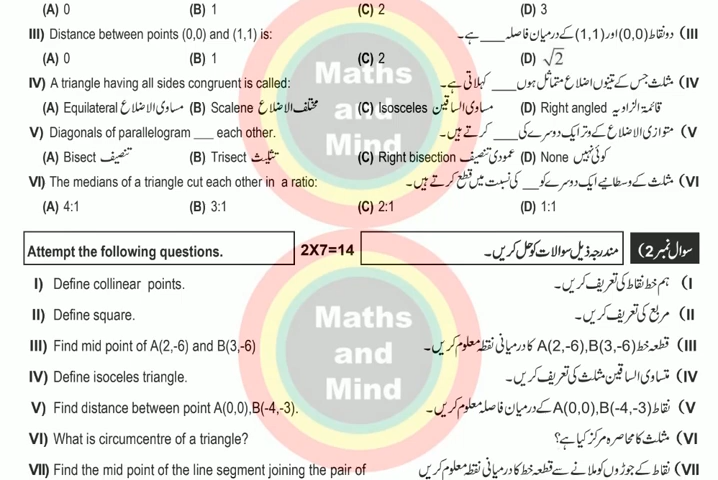 (A) 0 (B) 1 (C) 2 (D) 3
III) Distance between points (0,0) and (1,1) is: III) دو نقاط (0,0) اور (1,1) کے درمیان فاصلہ ___ ہے۔
(A) 0 (B) 1 (C) 2 (D) √2
IV) A triangle having all sides congruent is called: IV) مثلث جس کے تینوں اضلاع متماثل ہوں ___ کہلاتی ہے۔
(A) Equilateral مساوی الاضلاع (B) Scalene مختلف الاضلاع (C) Isosceles مساوی الساقین (D) Right angled قائمۃ الزاویہ
V) Diagonals of parallelogram ___ each other. V) متوازی الاضلاع کے وتر ایک دوسرے کی ___ کرتے ہیں۔
(A) Bisect تنصیف (B) Trisect تثلیث (C) Right bisection عمودی تنصیف (D) None کوئی نہیں
VI) The medians of a triangle cut each other in a ratio: VI) مثلث کے وسطانیے ایک دوسرے کو ___ کی نسبت میں قطع کرتے ہیں۔
(A) 4:1 (B) 3:1 (C) 2:1 (D) 1:1
Attempt the following questions. 2X7=14 مندرجہ ذیل سوالات کو حل کریں۔ سوال نمبر 2)
I) Define collinear points. I) ہم خط نقاط کی تعریف کریں۔
II) Define square. II) مربع کی تعریف کریں۔
III) Find mid point of A(2,-6) and B(3,-6) III) قطعہ خط A(2,-6),B(3,-6) کا درمیانی نقطہ معلوم کریں۔
IV) Define isoceles triangle. IV) متساوی الساقین مثلث کی تعریف کریں۔
V) Find distance between point A(0,0),B(-4,-3). V) نقاط A(0,0),B(-4,-3) کے درمیان فاصلہ معلوم کریں۔
VI) What is circumcentre of a triangle? VI) مثلث کا محاصرہ مرکز کیا ہے؟
VII) Find the mid point of the line segment joining the pair of VII) نقاط کے جوڑوں کو ملانے سے قطعہ خط کا درمیانی نقطہ معلوم کریں
Maths
and
Mind
Maths
and
Mind